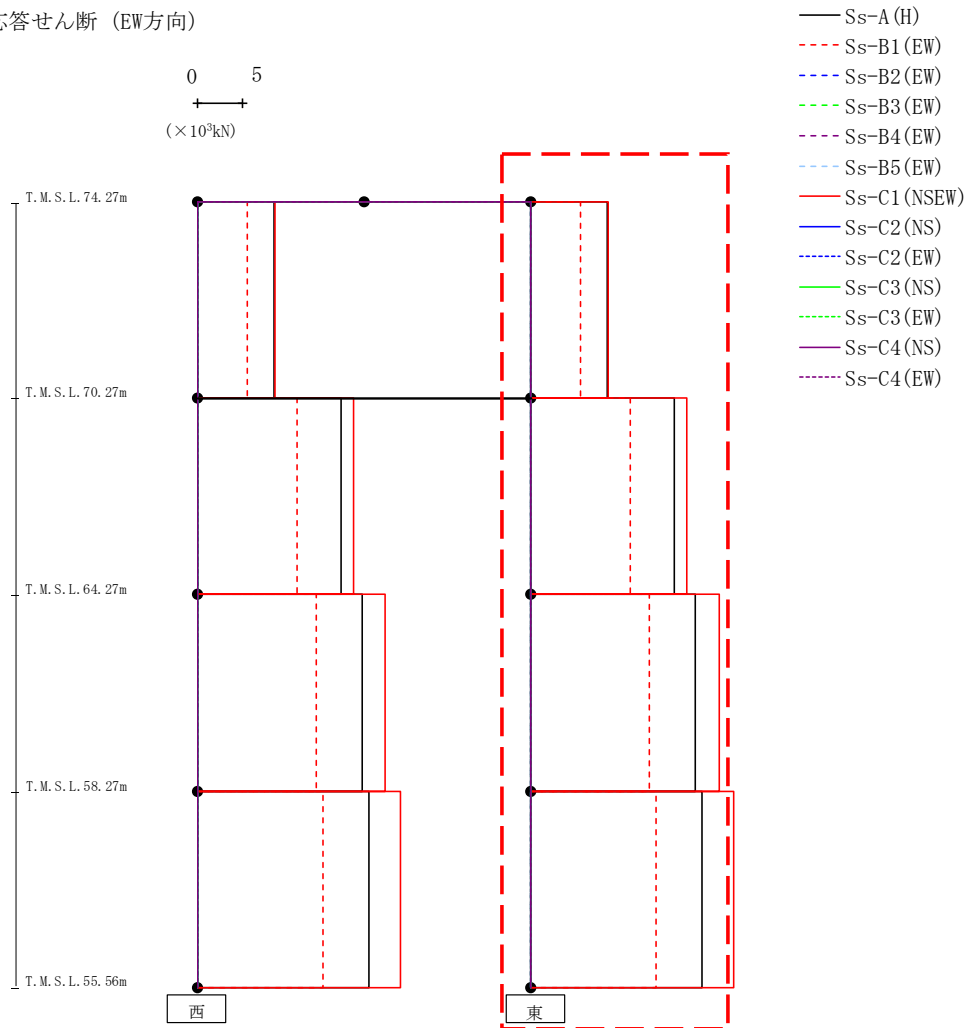 応答せん断 (EW方向)
0 5
(×10³kN)
Ss-A(H)
Ss-B1(EW)
Ss-B2(EW)
Ss-B3(EW)
Ss-B4(EW)
Ss-B5(EW)
Ss-C1(NSEW)
Ss-C2(NS)
Ss-C2(EW)
Ss-C3(NS)
Ss-C3(EW)
Ss-C4(NS)
Ss-C4(EW)
T.M.S.L.74.27m
T.M.S.L.70.27m
T.M.S.L.64.27m
T.M.S.L.58.27m
T.M.S.L.55.56m
西 東